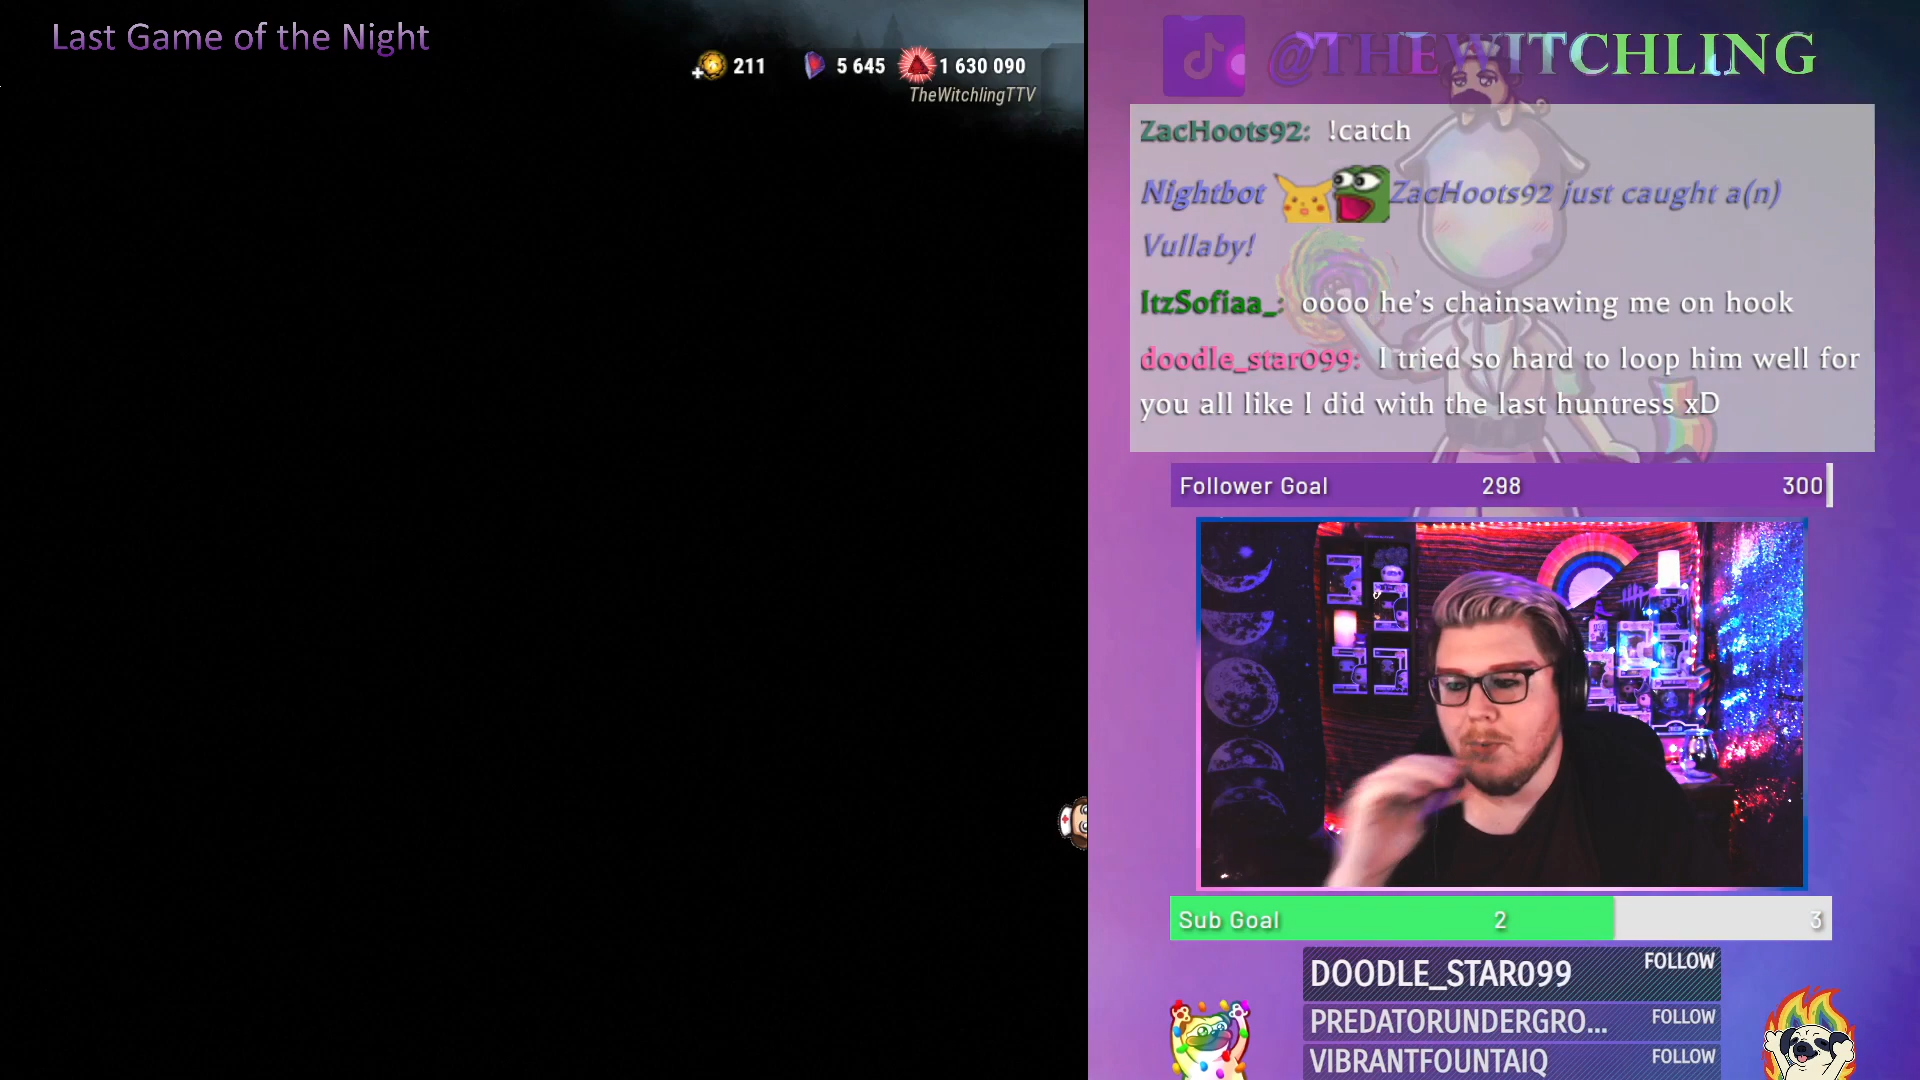 Last Game of the Night
211 5 645 1 630 090
TheWitchlingTTV
@THEWITCHLING
ZacHoots92: !catch
Nightbot ZacHoots92 just caught a(n)
Vullaby!
ItzSofiaa_: oooo he's chainsawing me on hook
doodle_star099: I tried so hard to loop him well for
you all like I did with the last huntress xD
Follower Goal 298 300
Sub Goal 2 3
DOODLE_STAR099 FOLLOW
PREDATORUNDERGRO... FOLLOW
VIBRANTFOUNTAIQ FOLLOW